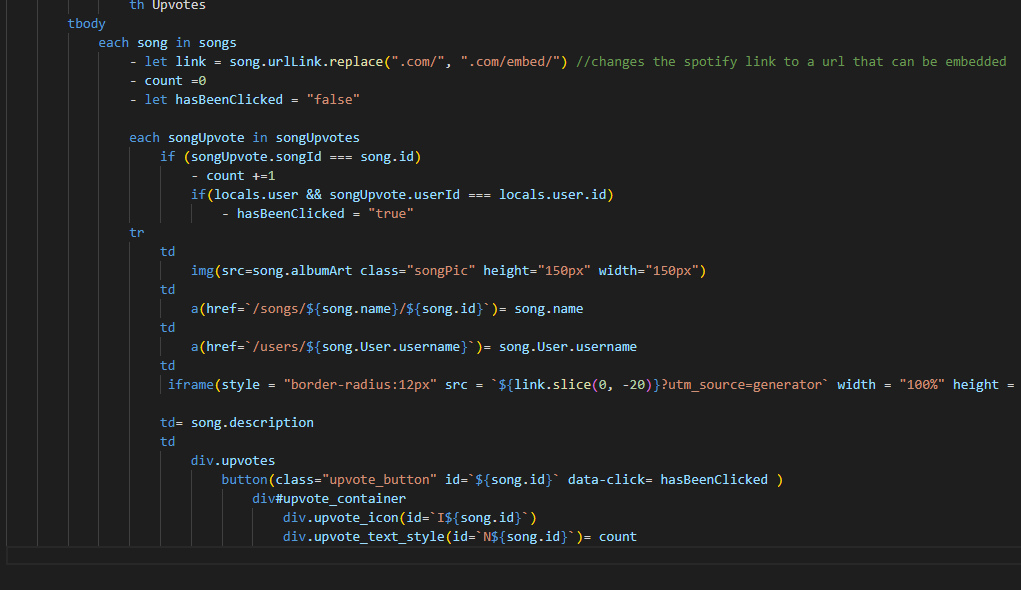 th Upvotes
tbody
each song in songs
- let link = song.urlLink.replace(".com/", ".com/embed/") //changes the spotify link to a url that can be embedded
- count =0
- let hasBeenClicked = "false"
each songUpvote in songUpvotes
if (songUpvote.songId === song.id)
- count +=1
if(locals.user && songUpvote.userId === locals.user.id)
- hasBeenClicked = "true"
tr
td
img(src=song.albumArt class="songPic" height="150px" width="150px")
td
a(href=`/songs/${song.name}/${song.id}`)= song.name
td
a(href=`/users/${song.User.username}`)= song.User.username
td
iframe(style = "border-radius:12px" src = `${link.slice(0, -20)}?utm_source=generator` width = "100%" height =
td= song.description
td
div.upvotes
button(class="upvote_button" id=`${song.id}` data-click= hasBeenClicked )
div#upvote_container
div.upvote_icon(id=`I${song.id}`)
div.upvote_text_style(id=`N${song.id}`)= count